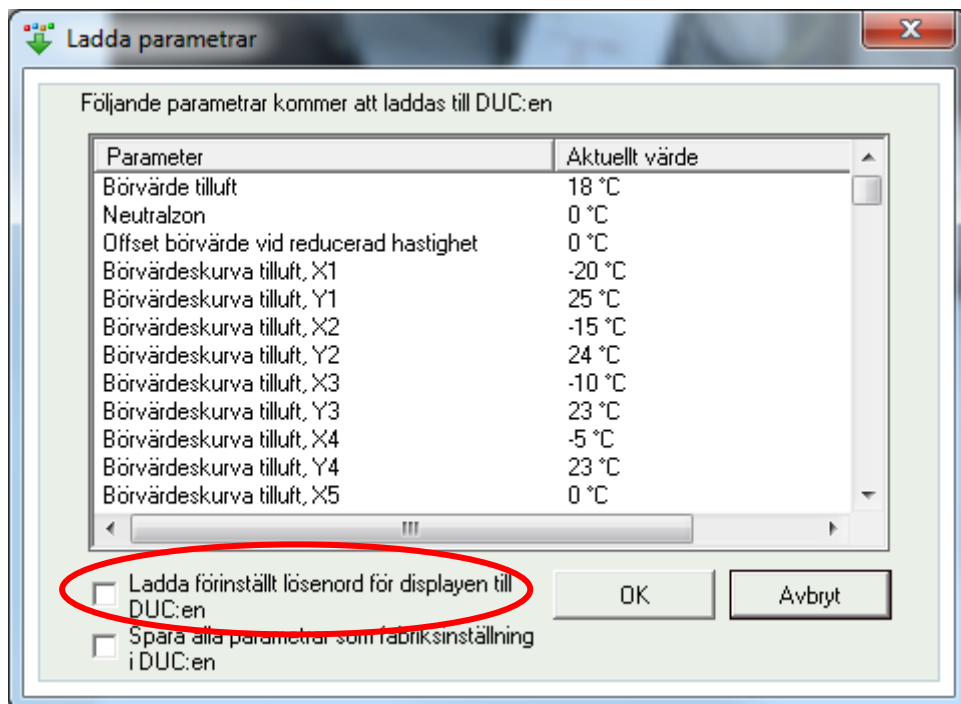 Ladda parametrar
Följande parametrar kommer att laddas till DUC:en
Parameter Aktuellt värde
Börvärde tilluft 18 °C
Neutralzon 0 °C
Offset börvärde vid reducerad hastighet 0 °C
Börvärdeskurva tilluft, X1 -20 °C
Börvärdeskurva tilluft, Y1 25 °C
Börvärdeskurva tilluft, X2 -15 °C
Börvärdeskurva tilluft, Y2 24 °C
Börvärdeskurva tilluft, X3 -10 °C
Börvärdeskurva tilluft, Y3 23 °C
Börvärdeskurva tilluft, X4 -5 °C
Börvärdeskurva tilluft, Y4 23 °C
Börvärdeskurva tilluft, X5 0 °C
Ladda förinställt lösenord för displayen till
DUC:en
OK Avbryt
Spara alla parametrar som fabriksinställning
i DUC:en